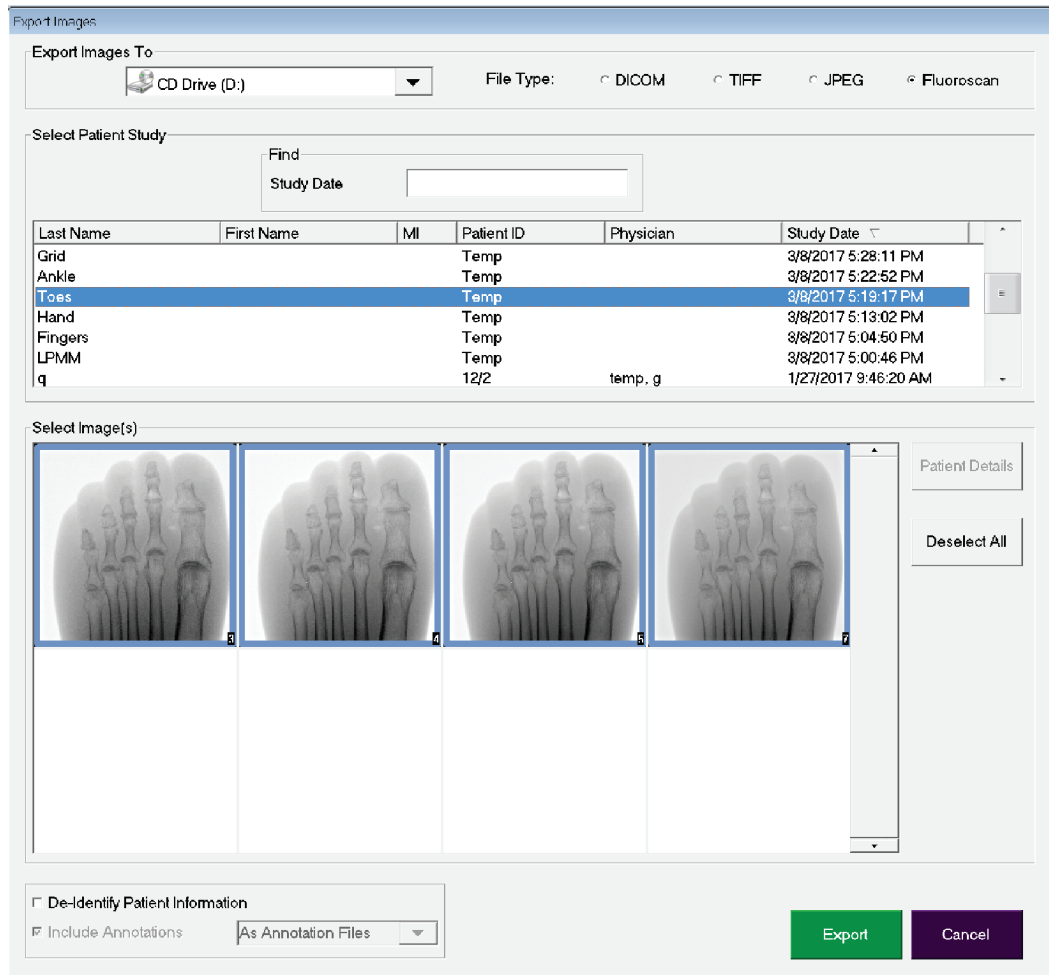 Export Images
Export Images To
CD Drive (D:)
File Type: DICOM TIFF JPEG Fluoroscan
Select Patient Study
Find
Study Date
Last Name First Name MI Patient ID Physician Study Date
Grid Temp 3/8/2017 5:28:11 PM
Ankle Temp 3/8/2017 5:22:52 PM
Toes Temp 3/8/2017 5:19:17 PM
Hand Temp 3/8/2017 5:13:02 PM
Fingers Temp 3/8/2017 5:04:50 PM
LPMM Temp 3/8/2017 5:00:46 PM
q 12/2 temp, g 1/27/2017 9:46:20 AM
Select Image(s)
3 4 5 7
Patient Details
Deselect All
De-Identify Patient Information
Include Annotations As Annotation Files
Export Cancel